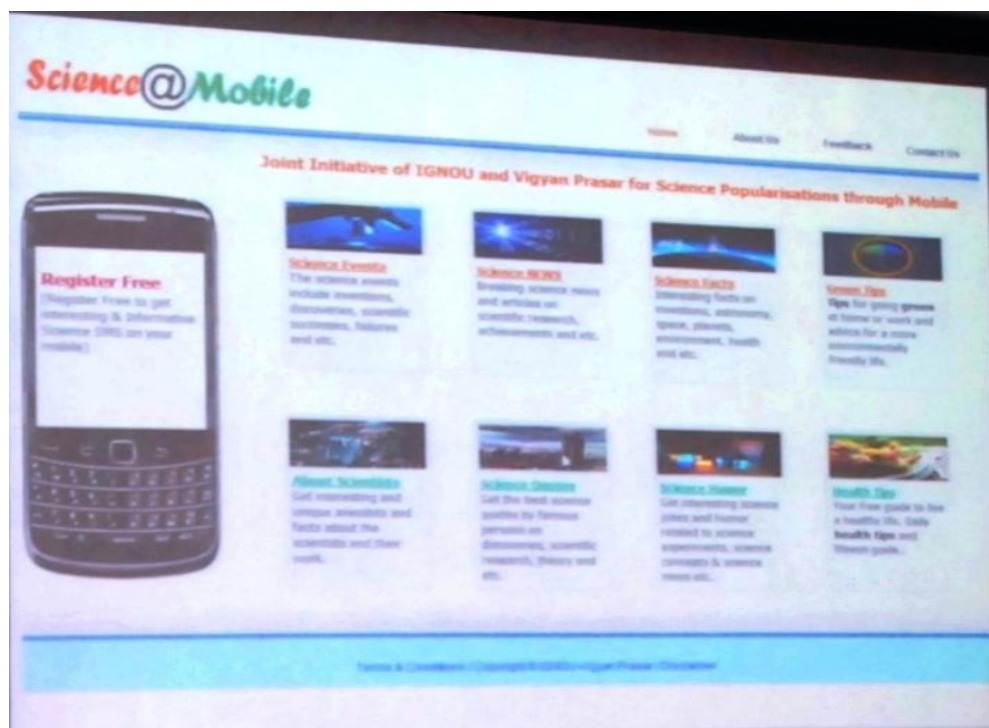 Science@Mobile
Home About Us Feedback Contact Us
Joint Initiative of IGNOU and Vigyan Prasar for Science Popularisations through Mobile
Register Free
(Register Free to get
interesting & Informative
Science SMS on your
mobile)
Science Events
The science events
include inventions,
discoveries, scientific
successes, failures
and etc.
Science NEWS
Breaking science news
and articles on
scientific research,
achievements and etc.
Science Facts
Interesting facts on
inventions, astronomy,
space, planets,
environment, health
and etc.
Green Tips
Tips for going green
at home or work and
advice for a more
environmentally
friendly life.
About Scientists
Get interesting and
unique anecdotes and
facts about the
scientists and their
work.
Science Quotes
Get the best science
quotes by famous
persons on
discoveries, scientific
research, theory and
etc.
Science Humor
Get interesting science
jokes and humor
related to science
experiments, science
concepts & science
news etc.
Health Tips
Your free guide to live
a healthy life. Daily
health tips and
fitness guide.
Terms & Conditions | Copyright Vigyan Prasar | Disclaimer